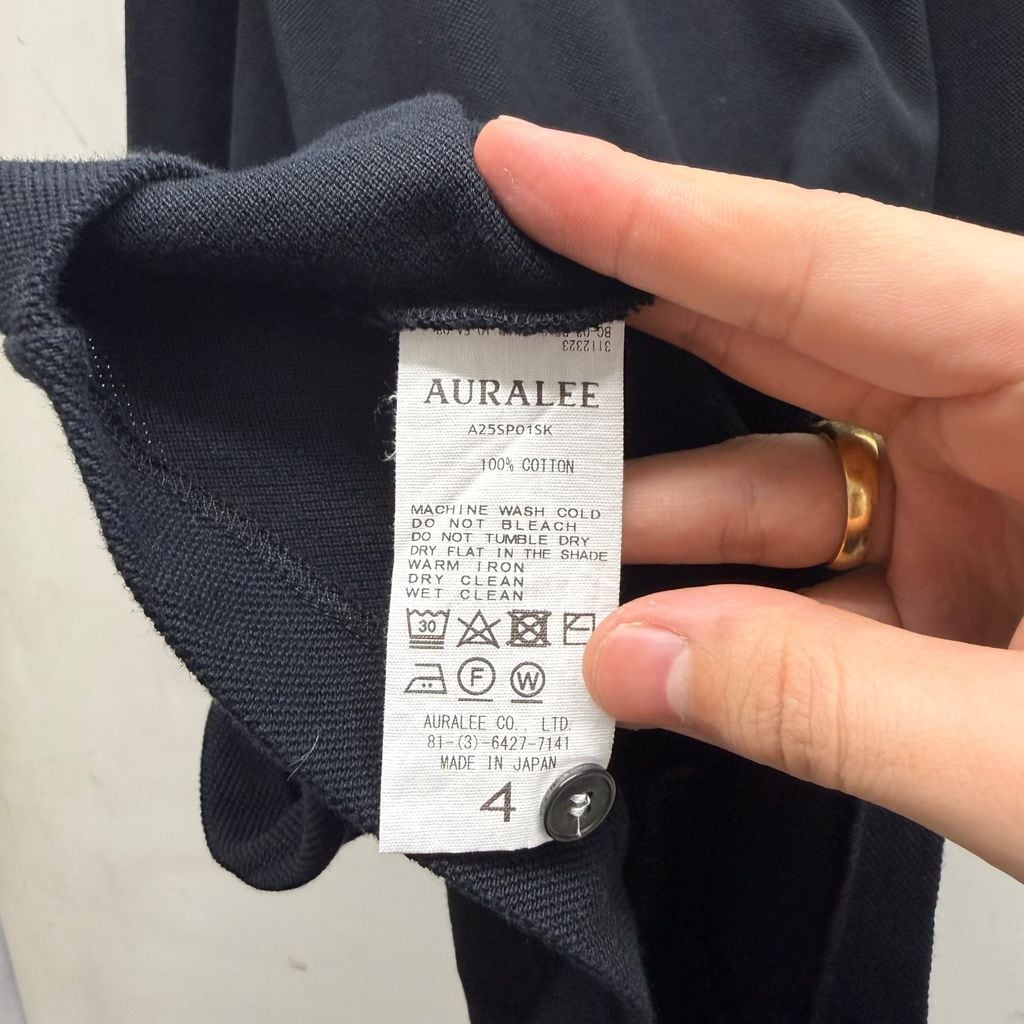 3112323
AURALEE
A25SP01SK
100% COTTON
MACHINE WASH COLD
DO NOT BLEACH
DO NOT TUMBLE DRY
DRY FLAT IN THE SHADE
WARM IRON
DRY CLEAN
WET CLEAN
30
F W
AURALEE CO., LTD.
81-(3)-6427-7141
MADE IN JAPAN
4